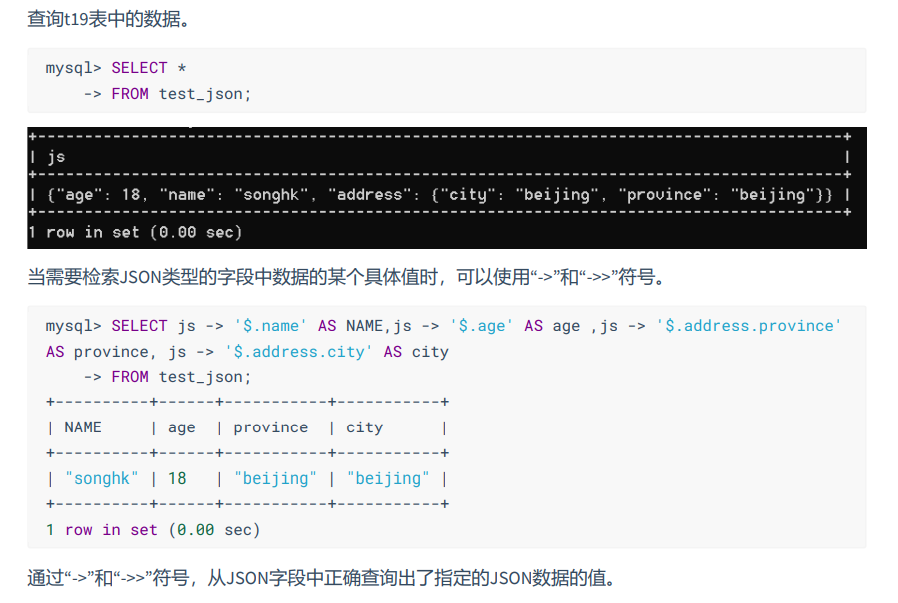 查询t19表中的数据。
mysql> SELECT *
    -> FROM test_json;
+--------------------------------------------------------------------------------------+
| js                                                                                   |
+--------------------------------------------------------------------------------------+
| {"age": 18, "name": "songhk", "address": {"city": "beijing", "province": "beijing"}} |
+--------------------------------------------------------------------------------------+
1 row in set (0.00 sec)
当需要检索JSON类型的字段中数据的某个具体值时，可以使用“->”和“->>”符号。
mysql> SELECT js -> '$.name' AS NAME,js -> '$.age' AS age ,js -> '$.address.province'
AS province, js -> '$.address.city' AS city
    -> FROM test_json;
+----------+------+-----------+-----------+
| NAME     | age  | province  | city      |
+----------+------+-----------+-----------+
| "songhk" | 18   | "beijing" | "beijing" |
+----------+------+-----------+-----------+
1 row in set (0.00 sec)
通过“->”和“->>”符号，从JSON字段中正确查询出了指定的JSON数据的值。